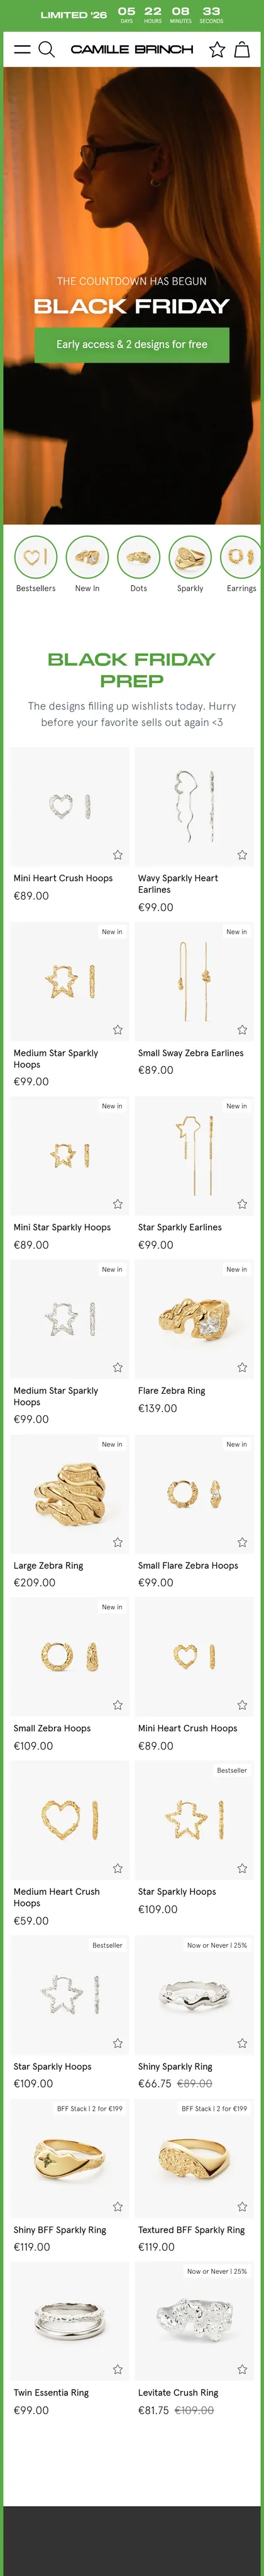 LIMITED '26
05 22 08 33
DAYS HOURS MINUTES SECONDS
CAMILLE BRINCH
THE COUNTDOWN HAS BEGUN
BLACK FRIDAY
Early access & 2 designs for free
Bestsellers New In Dots Sparkly Earrings
BLACK FRIDAY
PREP
The designs filling up wishlists today. Hurry
before your favorite sells out again <3
Mini Heart Crush Hoops
€89.00
Wavy Sparkly Heart
Earlines
€99.00
New in
Medium Star Sparkly
Hoops
€99.00
New in
Small Sway Zebra Earlines
€89.00
New in
Mini Star Sparkly Hoops
€89.00
New in
Star Sparkly Earlines
€99.00
New in
Medium Star Sparkly
Hoops
€99.00
New in
Flare Zebra Ring
€139.00
New in
Large Zebra Ring
€209.00
New in
Small Flare Zebra Hoops
€99.00
New in
Small Zebra Hoops
€109.00
Mini Heart Crush Hoops
€89.00
Medium Heart Crush
Hoops
€59.00
Bestseller
Star Sparkly Hoops
€109.00
Bestseller
Star Sparkly Hoops
€109.00
Now or Never | 25%
Shiny Sparkly Ring
€66.75 €89.00
BFF Stack | 2 for €199
Shiny BFF Sparkly Ring
€119.00
BFF Stack | 2 for €199
Textured BFF Sparkly Ring
€119.00
Twin Essentia Ring
€99.00
Now or Never | 25%
Levitate Crush Ring
€81.75 €109.00